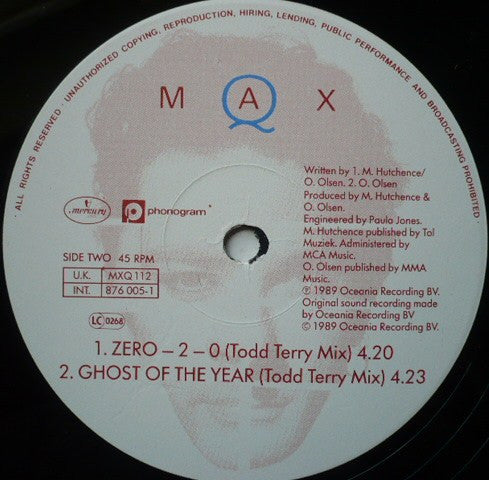 · ALL RIGHTS RESERVED · UNAUTHORIZED COPYING, REPRODUCTION, HIRING, LENDING, PUBLIC PERFORMANCE AND BROADCASTING PROHIBITED ·
M A X
Q
Written by 1. M. Hutchence/
O. Olsen. 2. O. Olsen
Produced by M. Hutchence &
O. Olsen.
Engineered by Paula Jones.
M. Hutchence published by Tol
Muziek. Administered by
MCA Music.
O. Olsen published by MMA
Music.
℗ 1989 Oceania Recording BV.
Original sound recording made
by Oceania Recording BV.
© 1989 Oceania Recording BV.
mercury
p phonogram
SIDE TWO 45 RPM
U.K. MXQ 112
INT. 876 005-1
LC 0268
1. ZERO – 2 – 0 (Todd Terry Mix) 4.20
2. GHOST OF THE YEAR (Todd Terry Mix) 4.23